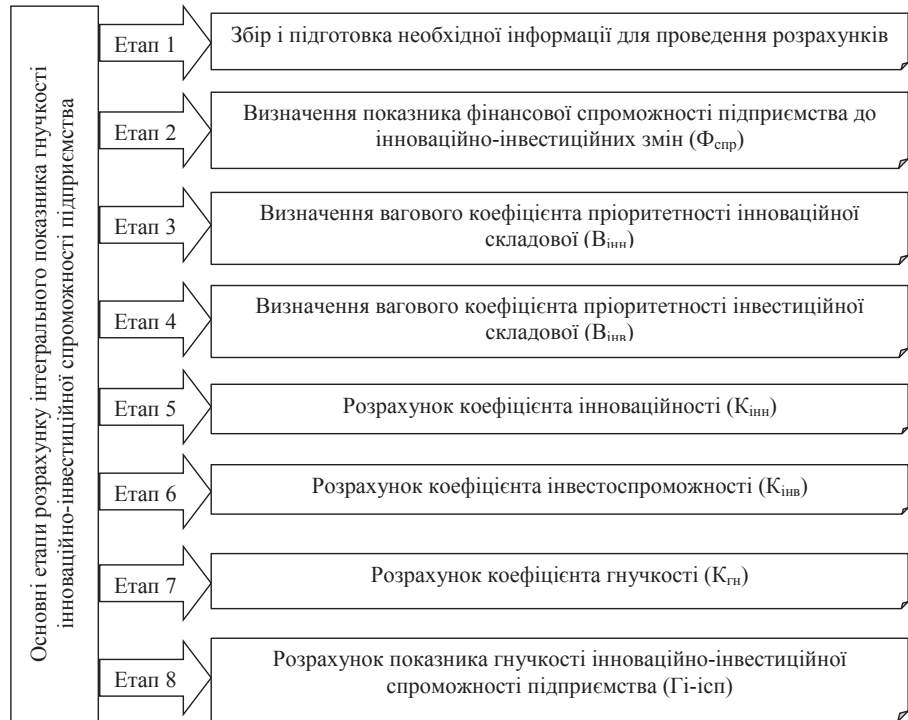 Основні етапи розрахунку інтегрального показника гнучкості
інноваційно-інвестиційної спроможності підприємства
Етап 1
Збір і підготовка необхідної інформації для проведення розрахунків
Етап 2
Визначення показника фінансової спроможності підприємства до
інноваційно-інвестиційних змін (Фспр)
Етап 3
Визначення вагового коефіцієнта пріоритетності інноваційної
складової (Вінн)
Етап 4
Визначення вагового коефіцієнта пріоритетності інвестиційної
складової (Вінв)
Етап 5
Розрахунок коефіцієнта інноваційності (Кінн)
Етап 6
Розрахунок коефіцієнта інвестоспроможності (Кінв)
Етап 7
Розрахунок коефіцієнта гнучкості (Кгн)
Етап 8
Розрахунок показника гнучкості інноваційно-інвестиційної
спроможності підприємства (Гі-ісп)